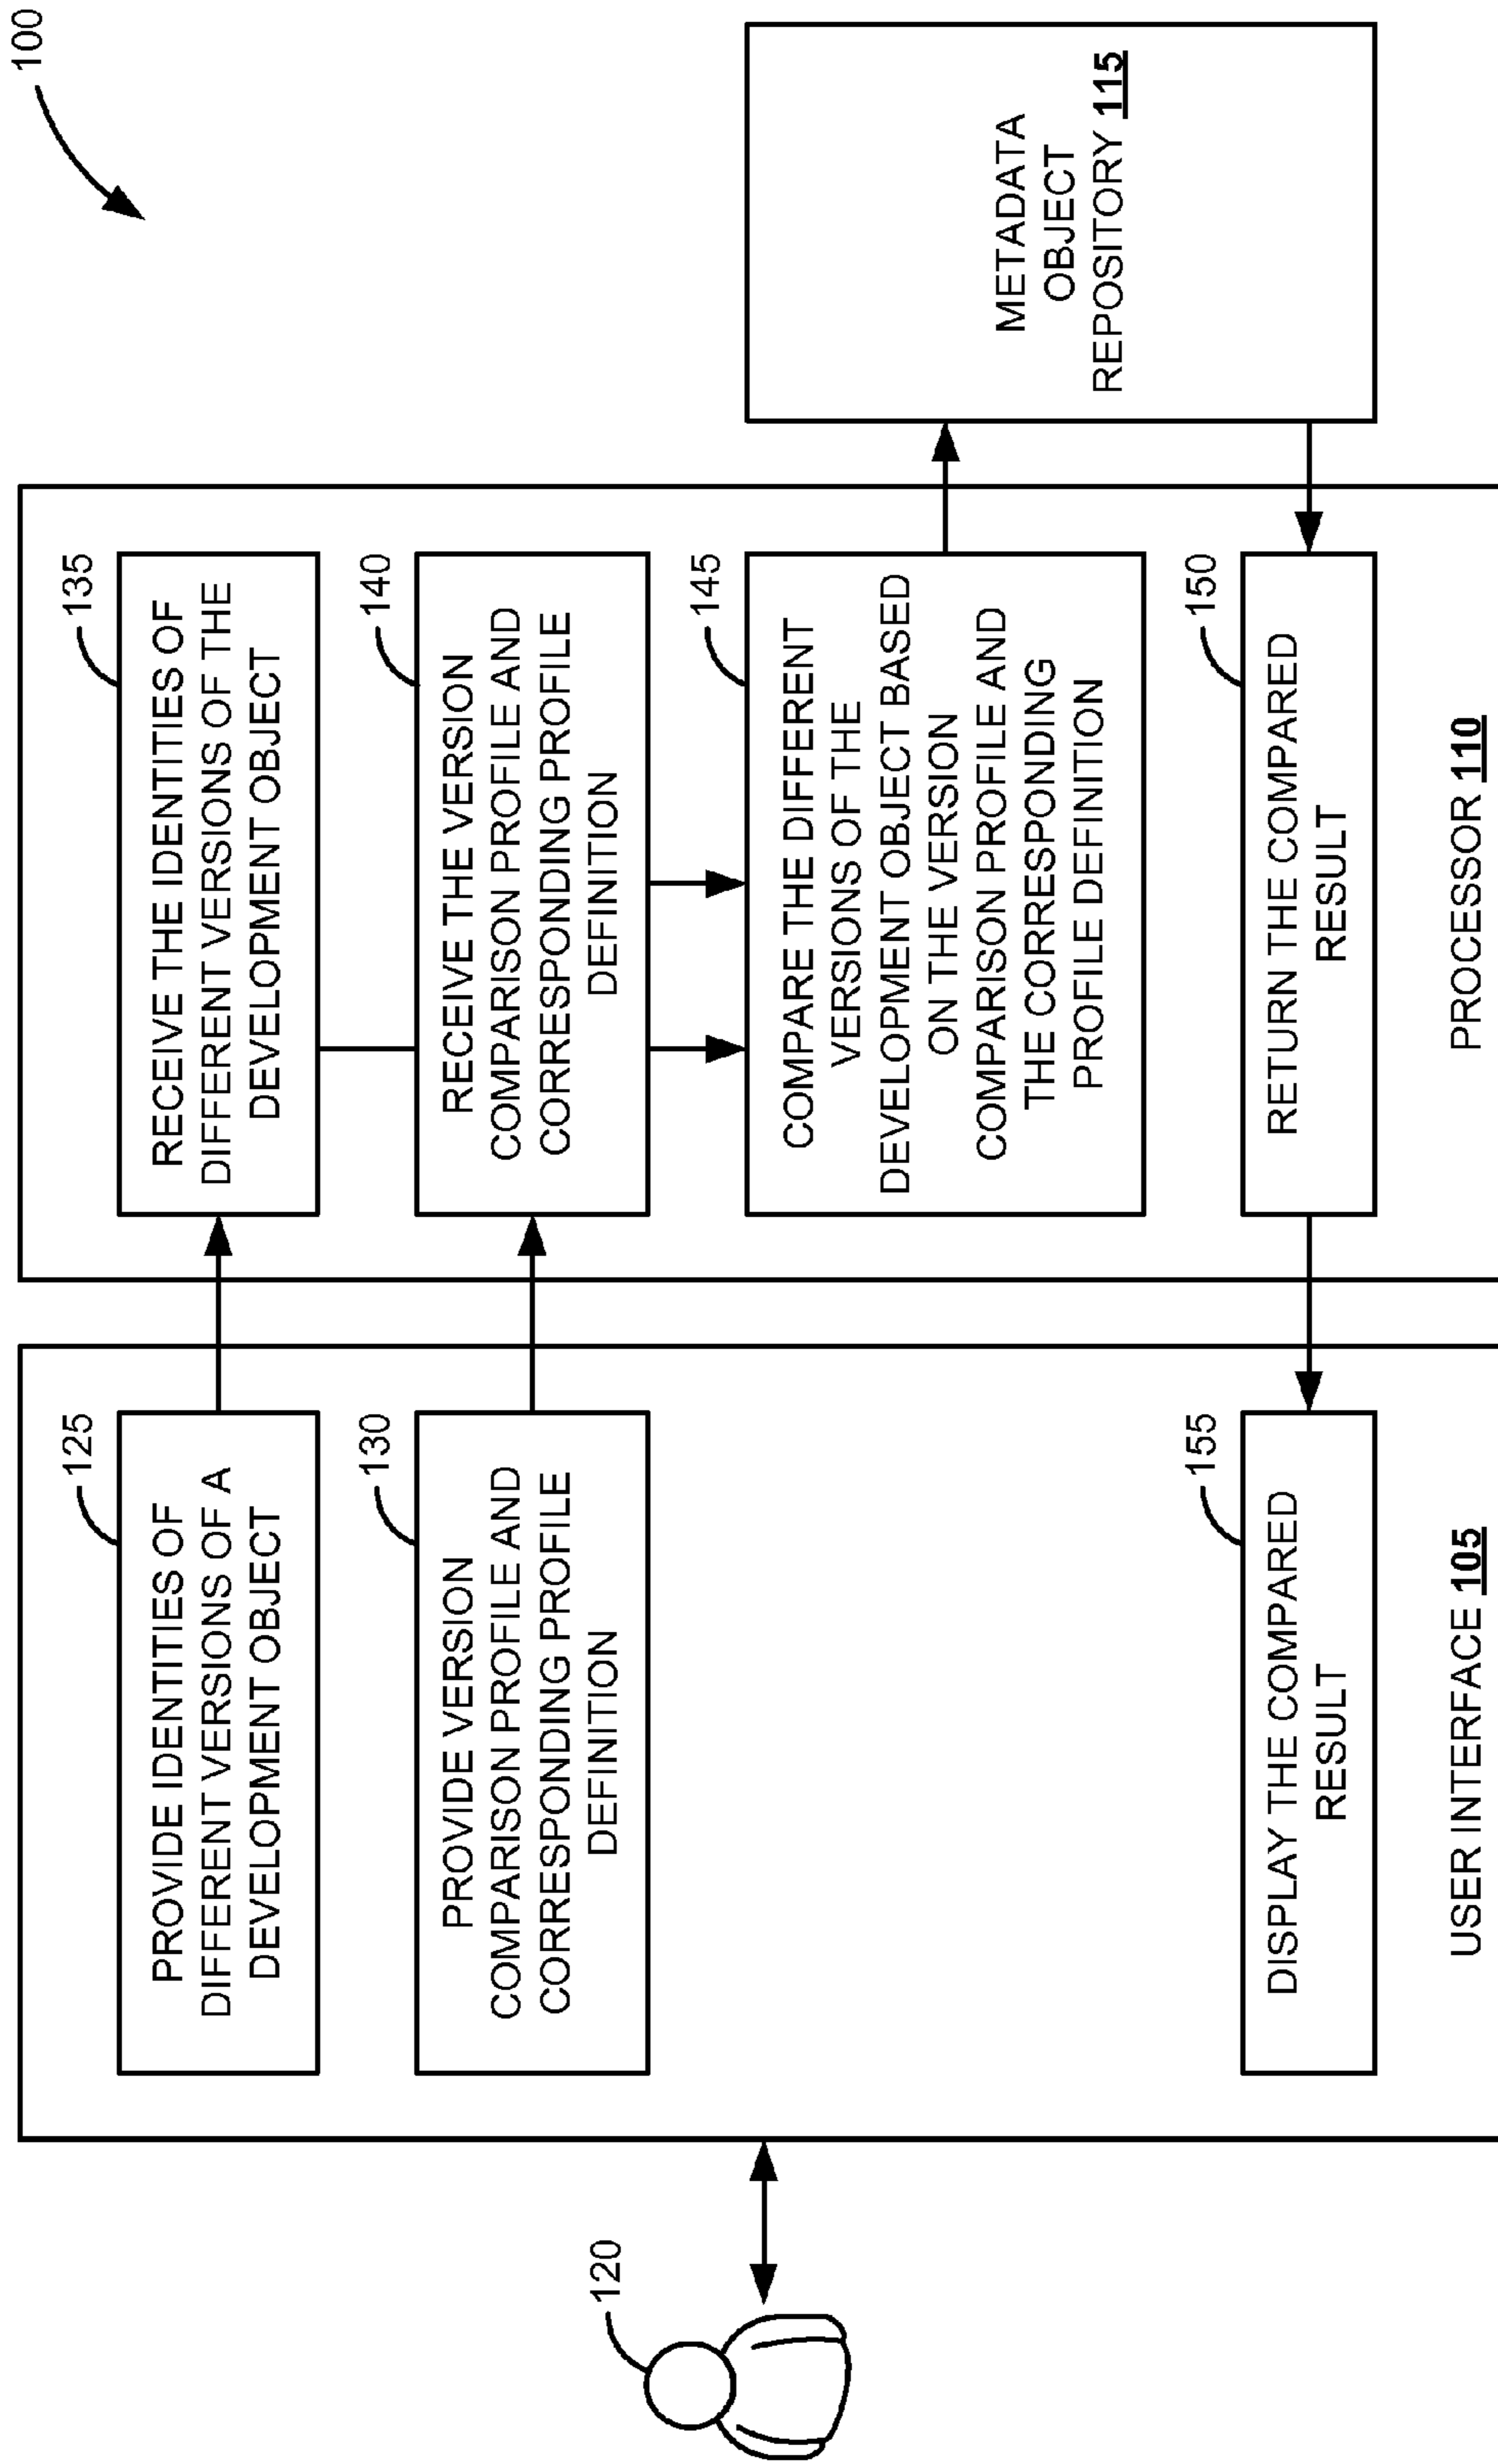 100
120
125
PROVIDE IDENTITIES OF
DIFFERENT VERSIONS OF A
DEVELOPMENT OBJECT
130
PROVIDE VERSION
COMPARISON PROFILE AND
CORRESPONDING PROFILE
DEFINITION
155
DISPLAY THE COMPARED
RESULT
USER INTERFACE 105
135
RECEIVE THE IDENTITIES OF
DIFFERENT VERSIONS OF THE
DEVELOPMENT OBJECT
140
RECEIVE THE VERSION
COMPARISON PROFILE AND
CORRESPONDING PROFILE
DEFINITION
145
COMPARE THE DIFFERENT
VERSIONS OF THE
DEVELOPMENT OBJECT BASED
ON THE VERSION
COMPARISON PROFILE AND
THE CORRESPONDING
PROFILE DEFINITION
150
RETURN THE COMPARED
RESULT
PROCESSOR 110
METADATA
OBJECT
REPOSITORY 115